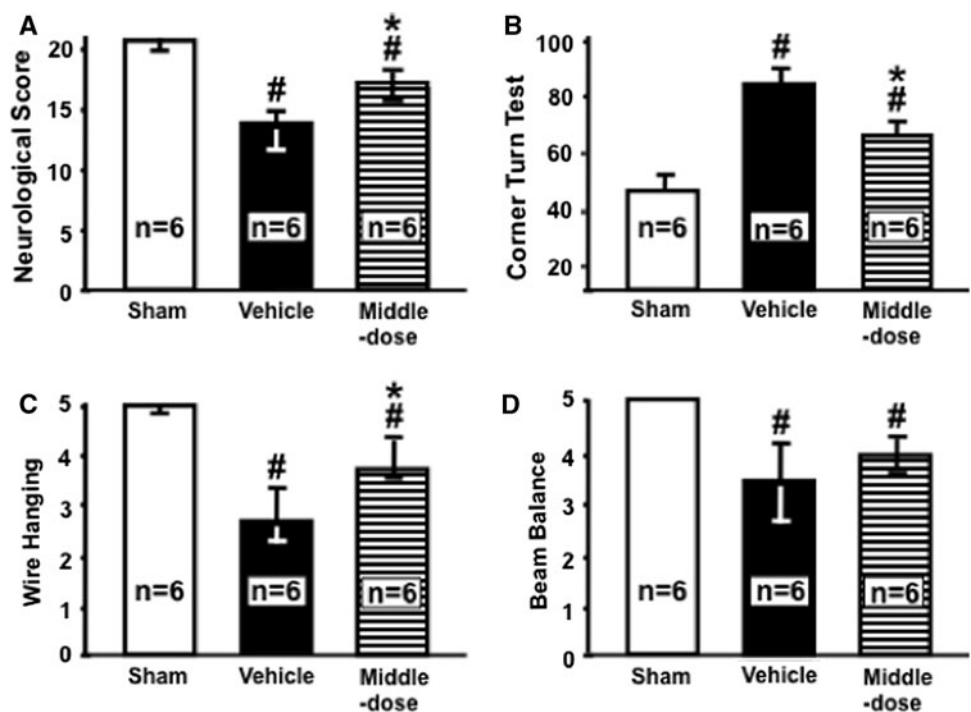 A
Neurological Score
20
15
10
5
0
#
*
#
n=6
n=6
n=6
Sham
Vehicle
Middle
-dose
B
Corner Turn Test
100
80
60
40
20
#
*
#
n=6
n=6
n=6
Sham
Vehicle
Middle
-dose
C
Wire Hanging
5
4
3
2
1
0
#
*
#
n=6
n=6
n=6
Sham
Vehicle
Middle
-dose
D
Beam Balance
5
4
3
2
1
0
#
#
n=6
n=6
n=6
Sham
Vehicle
Middle
-dose